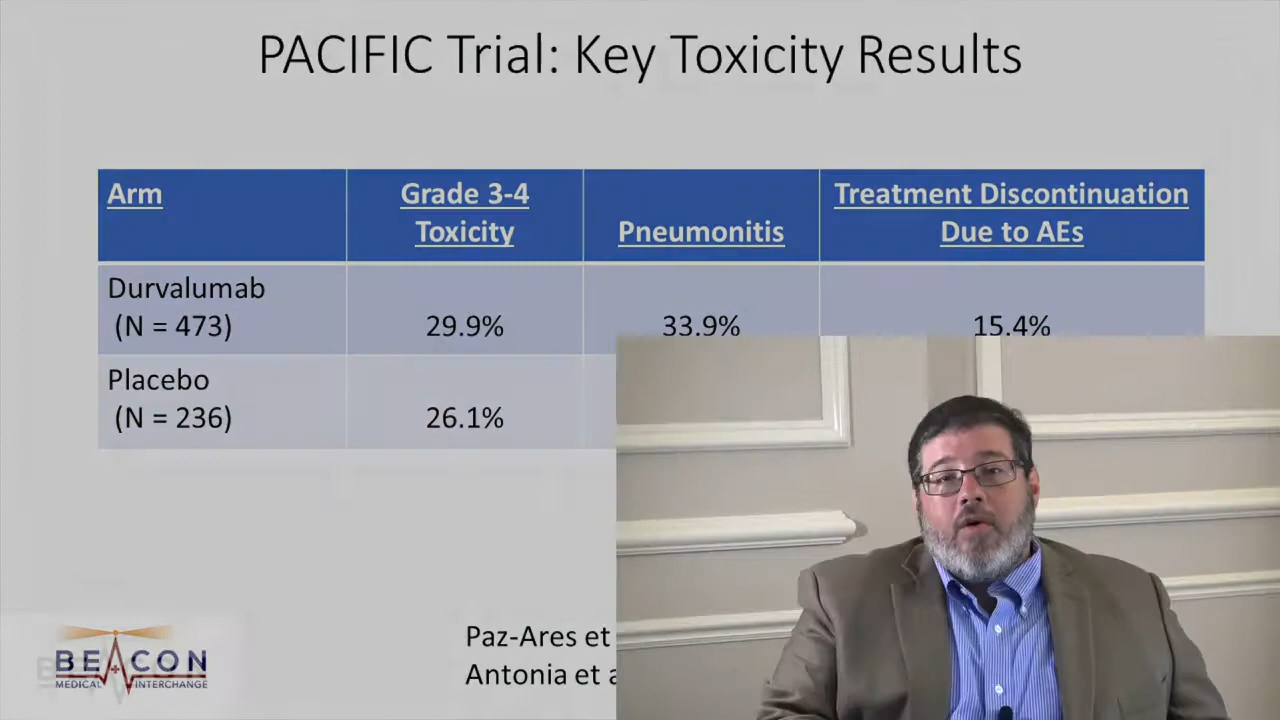 PACIFIC Trial: Key Toxicity Results
Arm
Grade 3-4
Toxicity
Pneumonitis
Treatment Discontinuation
Due to AEs
Durvalumab
(N = 473)
29.9%
33.9%
15.4%
Placebo
(N = 236)
26.1%
Paz-Ares et
Antonia et a
BEACON
MEDICAL INTERCHANGE